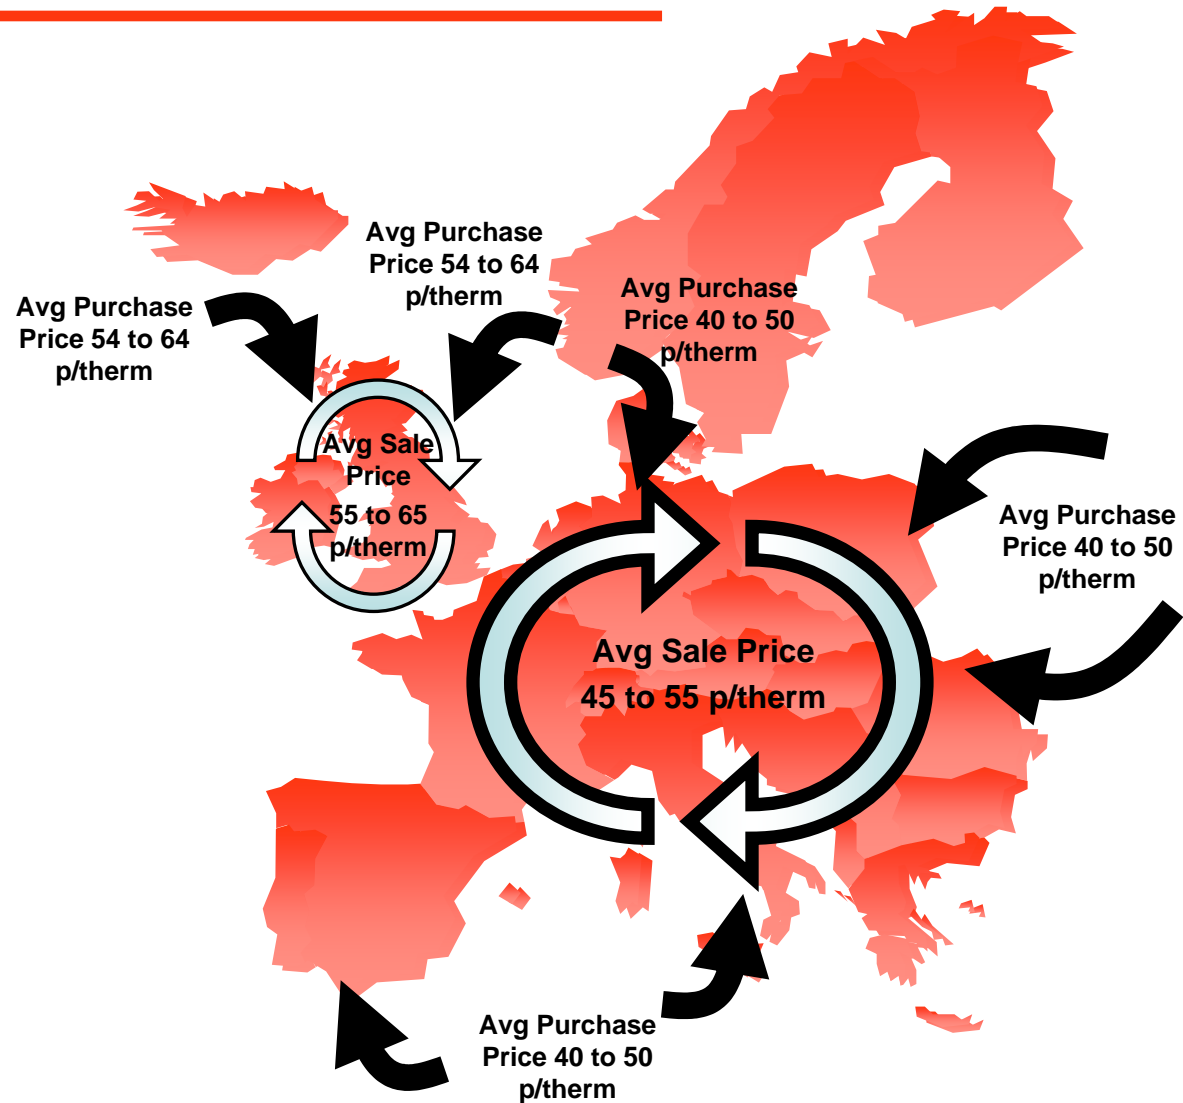 Avg Purchase
Price 54 to 64
p/therm
Avg Purchase
Price 54 to 64
p/therm
Avg Purchase
Price 40 to 50
p/therm
Avg Sale
Price
55 to 65
p/therm
Avg Purchase
Price 40 to 50
p/therm
Avg Sale Price
45 to 55 p/therm
Avg Purchase
Price 40 to 50
p/therm